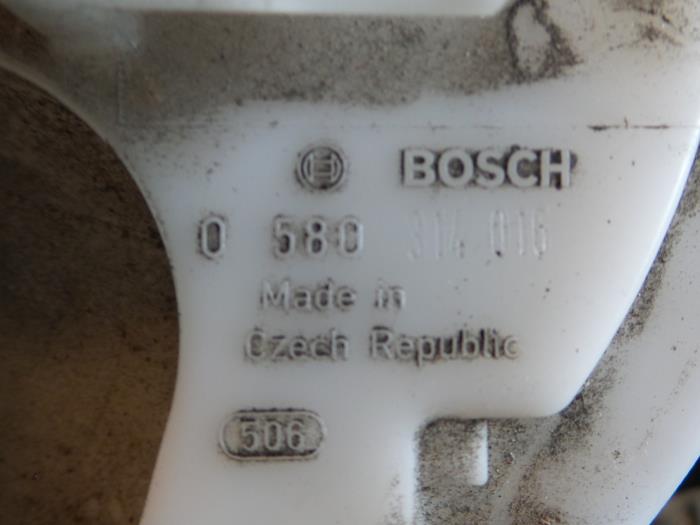 BOSCH
0 580 314 016
Made in
Czech Republic
506